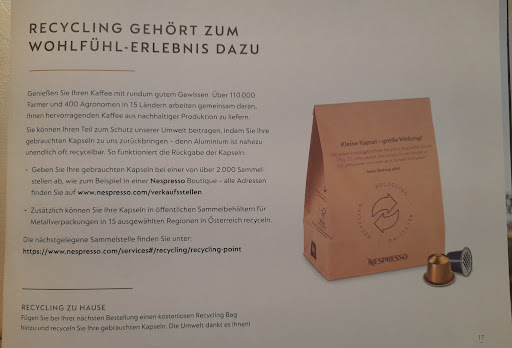 RECYCLING GEHÖRT ZUM
WOHLFÜHL-ERLEBNIS DAZU
Genießen Sie Ihren Kaffee mit rundum gutem Gewissen. Über 110.000
Farmer und 400 Agronomen in 15 Ländern arbeiten gemeinsam daran,
Ihnen hervorragenden Kaffee aus nachhaltiger Produktion zu liefern.
Sie können Ihren Teil zum Schutz unserer Umwelt beitragen, indem Sie Ihre
gebrauchten Kapseln zu uns zurückbringen – denn Aluminium ist nahezu
unendlich oft recycelbar. So funktioniert die Rückgabe der Kapseln:
• Geben Sie Ihre gebrauchten Kapseln bei einer von über 2.000 Sammel
stellen ab, wie zum Beispiel in einer Nespresso Boutique – alle Adressen
finden Sie auf www.nespresso.com/verkaufsstellen
• Zusätzlich können Sie Ihre Kapseln in öffentlichen Sammelbehältern für
Metallverpackungen in 15 ausgewählten Regionen in Österreich recyceln.
Die nächstgelegene Sammelstelle finden Sie unter:
https://www.nespresso.com/services#/recycling/recycling-point
RECYCLING ZU HAUSE
Fügen Sie bei Ihrer nächsten Bestellung einen kostenlosen Recycling Bag
hinzu und recyceln Sie Ihre gebrauchten Kapseln. Die Umwelt dankt es Ihnen!
Kleine Kapsel – große Wirkung!
RECYCLING
RECYCLING
RECYCLING
NESPRESSO
17